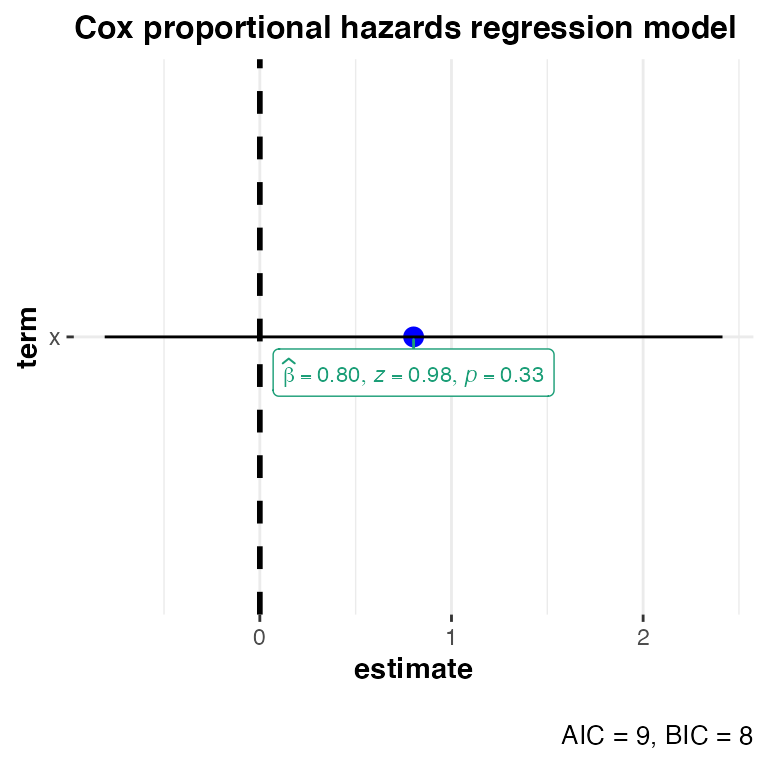 Cox proportional hazards regression model
term
x
β̂ = 0.80, z = 0.98, p = 0.33
0 1 2
estimate
AIC = 9, BIC = 8